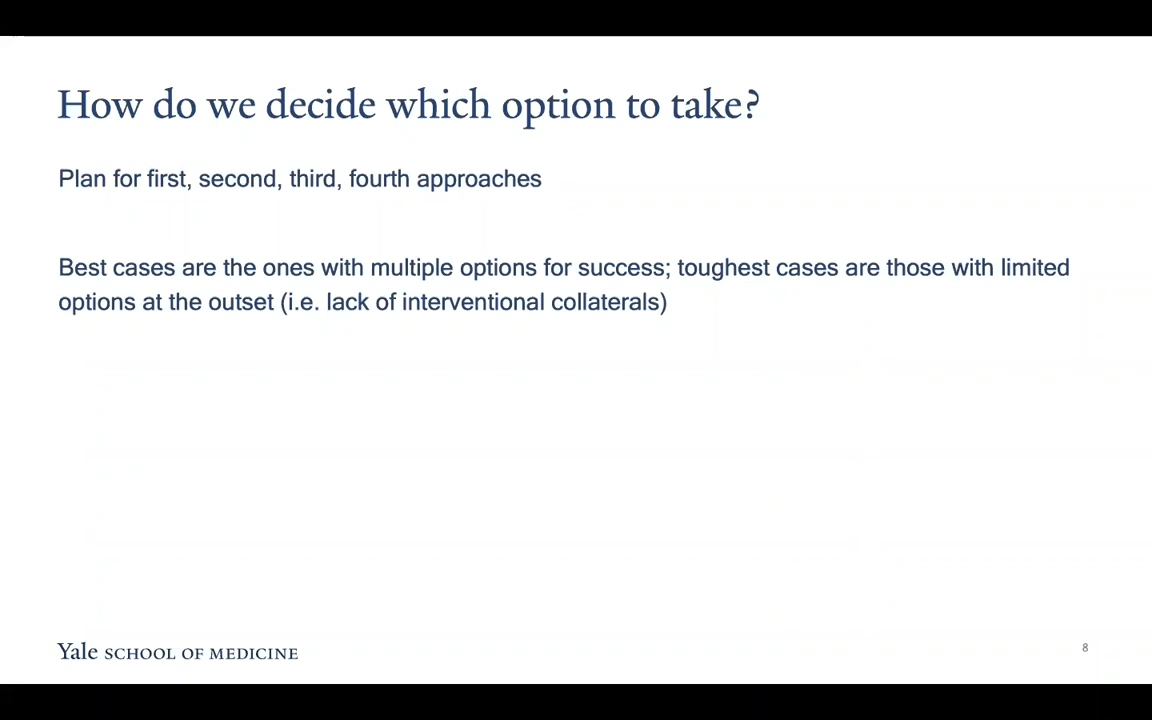 How do we decide which option to take?
Plan for first, second, third, fourth approaches
Best cases are the ones with multiple options for success; toughest cases are those with limited
options at the outset (i.e. lack of interventional collaterals)
Yale SCHOOL OF MEDICINE
8